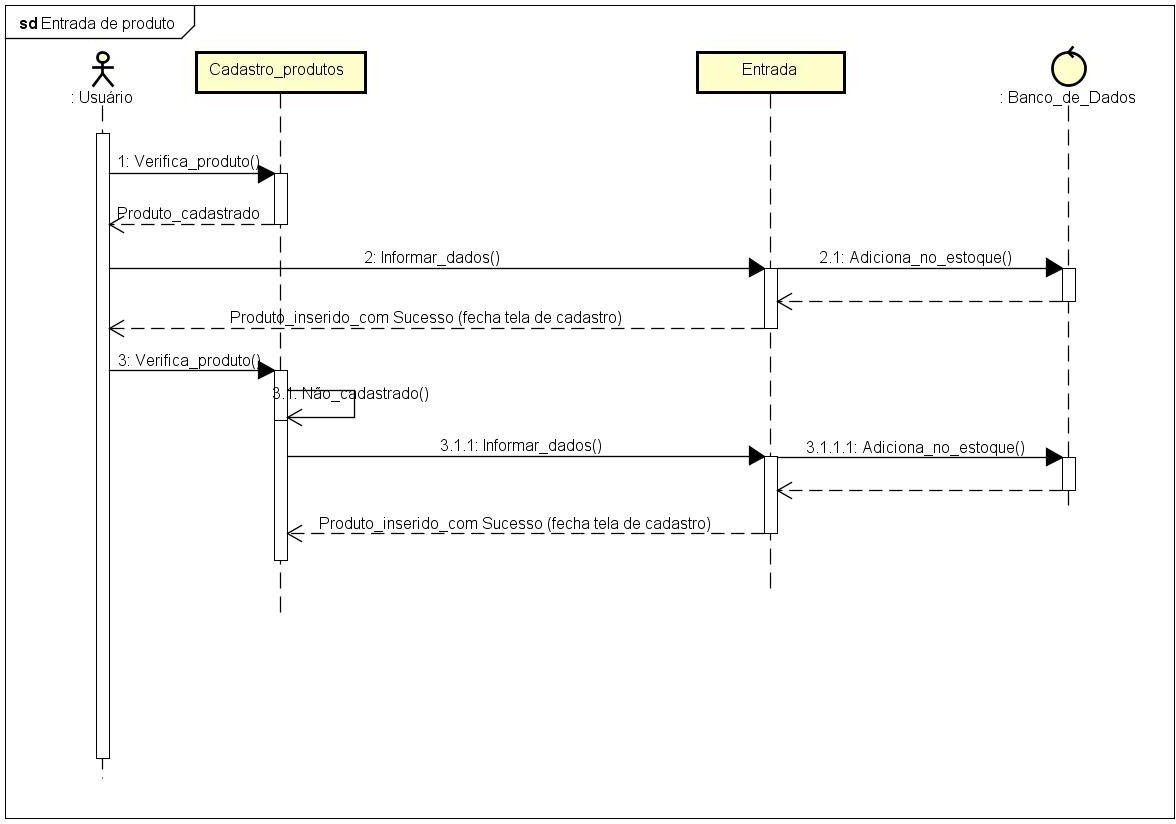 sd Entrada de produto
: Usuário
Cadastro_produtos
Entrada
: Banco_de_Dados
1: Verifica_produto()
Produto_cadastrado
2: Informar_dados()
2.1: Adiciona_no_estoque()
Produto_inserido_com Sucesso (fecha tela de cadastro)
3: Verifica_produto()
3.1: Não_cadastrado()
3.1.1: Informar_dados()
3.1.1.1: Adiciona_no_estoque()
Produto_inserido_com Sucesso (fecha tela de cadastro)